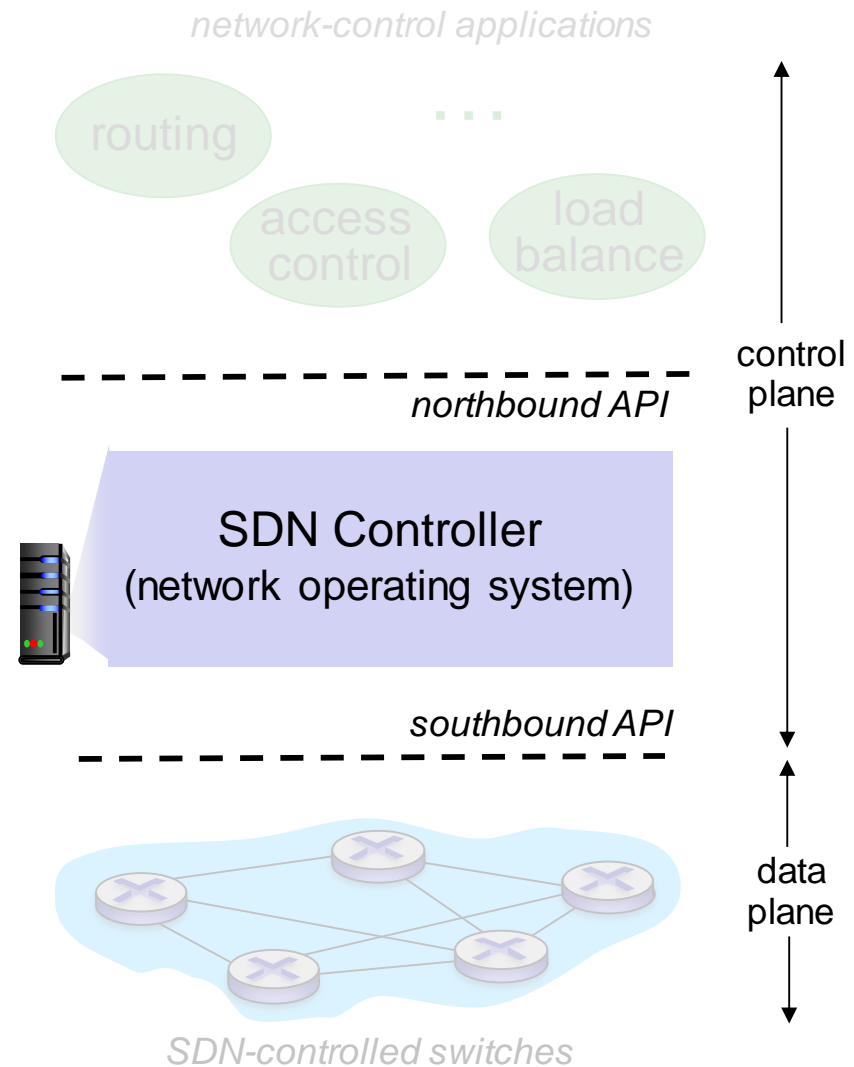 network-control applications
routing
...
access
control
load
balance
control
plane
northbound API
SDN Controller
(network operating system)
southbound API
data
plane
SDN-controlled switches